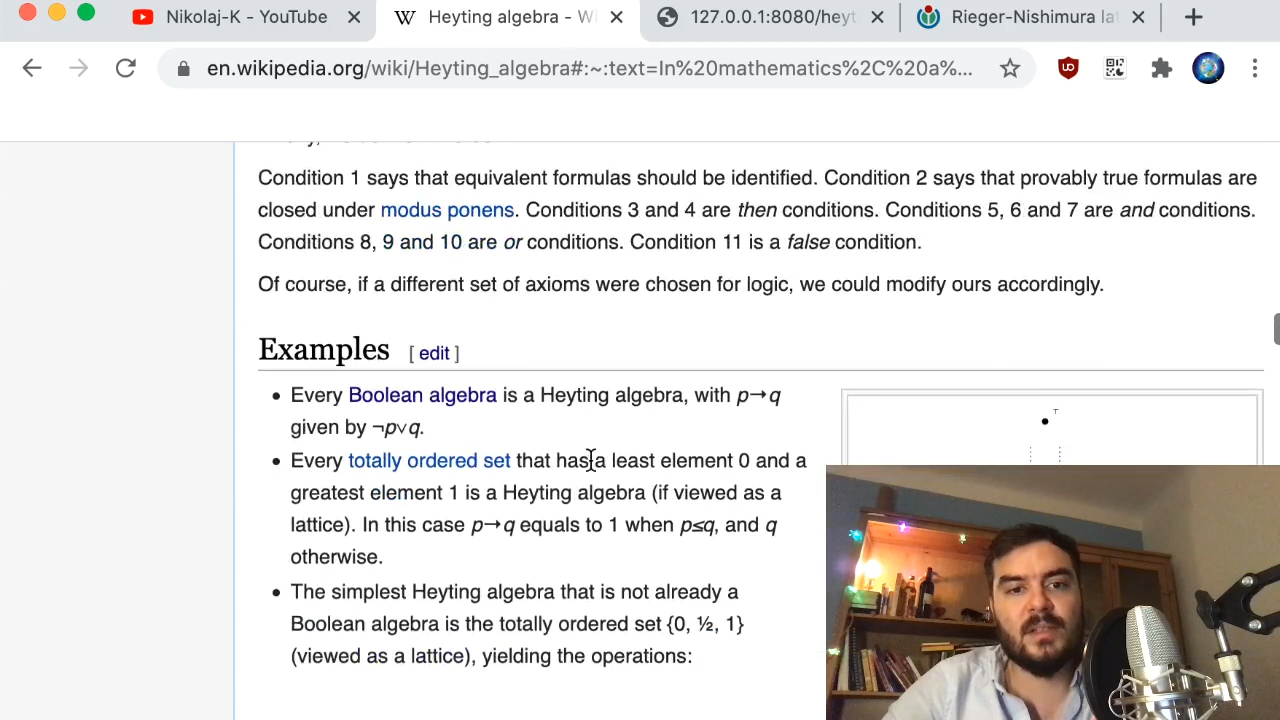 Nikolaj-K - YouTube
Heyting algebra - Wi
127.0.0.1:8080/heyt
Rieger-Nishimura la
en.wikipedia.org/wiki/Heyting_algebra#:~:text=In%20mathematics%2C%20a%...
Condition 1 says that equivalent formulas should be identified. Condition 2 says that provably true formulas are
closed under modus ponens. Conditions 3 and 4 are then conditions. Conditions 5, 6 and 7 are and conditions.
Conditions 8, 9 and 10 are or conditions. Condition 11 is a false condition.
Of course, if a different set of axioms were chosen for logic, we could modify ours accordingly.
Examples [ edit ]
• Every Boolean algebra is a Heyting algebra, with p→q
given by ¬p∨q.
• Every totally ordered set that has a least element 0 and a
greatest element 1 is a Heyting algebra (if viewed as a
lattice). In this case p→q equals to 1 when p≤q, and q
otherwise.
• The simplest Heyting algebra that is not already a
Boolean algebra is the totally ordered set {0, ½, 1}
(viewed as a lattice), yielding the operations: